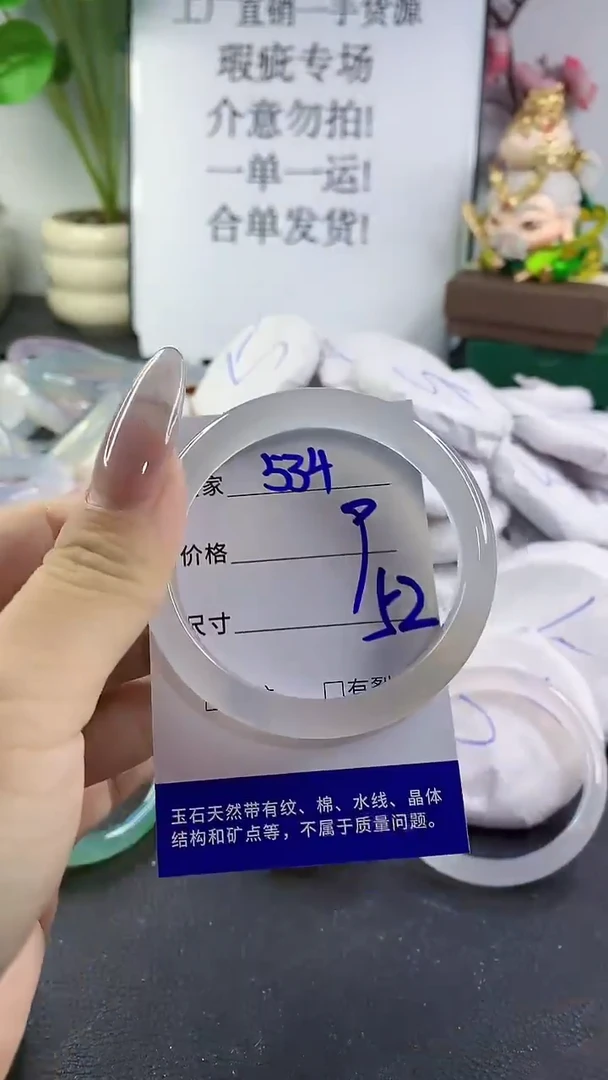 工厂直销一手货源
瑕疵专场
介意勿拍!
一单一运!
合单发货!
家 534
价格
尺寸 52
有裂
玉石天然带有纹、棉、水线、晶体
结构和矿点等，不属于质量问题。